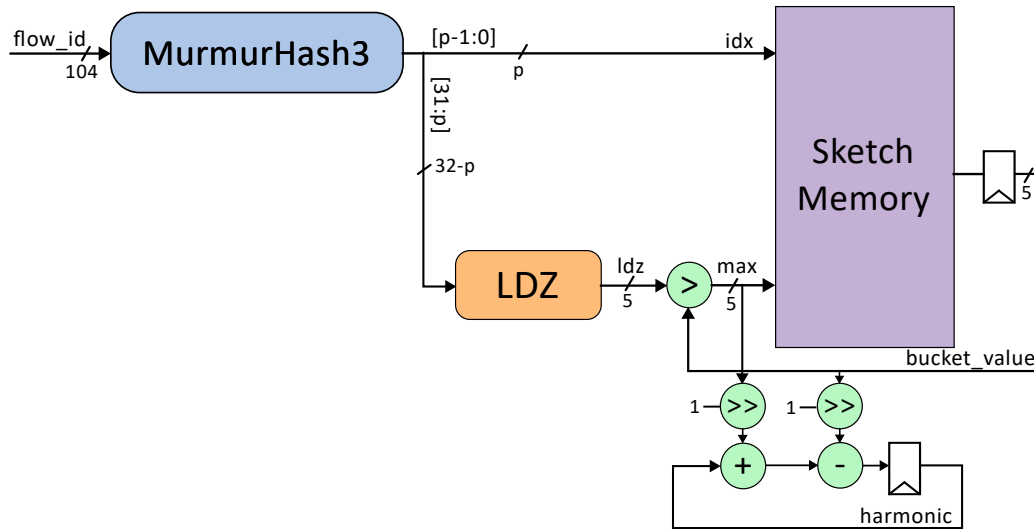 flow_id
104
MurmurHash3
[p-1:0]
p
idx
[31:p]
32-p
Sketch
Memory
5
LDZ
ldz
5
>
max
5
bucket_value
1
>>
1
>>
+
-
harmonic